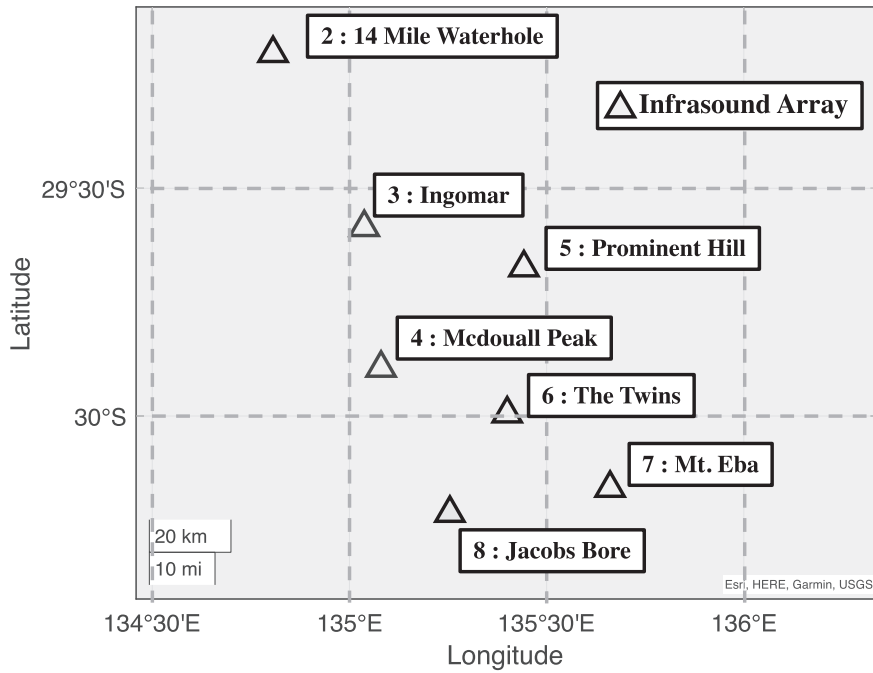 2 : 14 Mile Waterhole
Infrasound Array
29°30'S
3 : Ingomar
5 : Prominent Hill
Latitude
4 : Mcdouall Peak
6 : The Twins
30°S
7 : Mt. Eba
8 : Jacobs Bore
20 km
10 mi
Esri, HERE, Garmin, USGS
134°30'E 135°E 135°30'E 136°E
Longitude